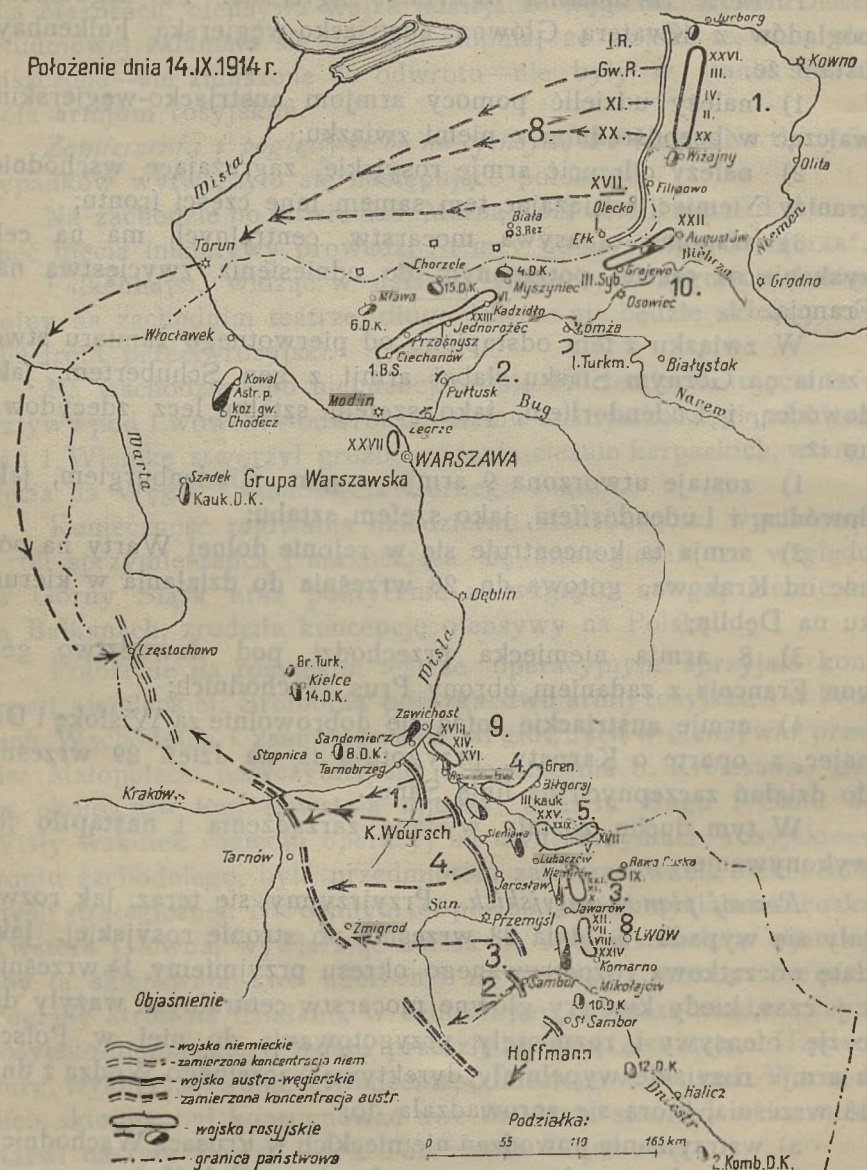 Położenie dnia 14.IX.1914 r.
Jurborg
I.R.
Gw.R.
XI.
XX.
XVII.
8.
XXVI.
III.
IV.
II.
XX
1.
Kowno
Wiżajny
Olita
Filipowo
Olecko
Niemen
Wisła
Toruń
Biała
3.Rez
Ełk
XXII
Augustów
Biebrza
Grajewo
III.Syb.
Osowiec
10.
Grodno
Chorzele
4.D.K.
Myszyniec
15.D.K.
Mława
6.D.K.
VI
Kadzidło
XXIII
Jednorożec
Przasnysz
Ciechanów
1.B.S.
Łomża
I.Turkm.
Białystok
Narew
Włocławek
Kowal
Astr.p.
koz.gw.
Chodecz
2.
Pułtusk
Bug
Modlin
Zegrze
XXVII
WARSZAWA
Warta
Szadek
Kauk.D.K.
Grupa Warszawska
Dęblin
Wisła
Częstochowa
Br.Turk.
Kielce
14.D.K.
Zawichost
Sandomierz
8.D.K.
Stopnica
Tarnobrzeg
XVIII
XIV.
XVI.
9.
4.
Gren.
Biłgoraj
III kauk.
XXV.
XXIX
5.
V.
XVII
Kraków
1.
K.Woyrsch
Sieniawa
Lubaczów
Niemirów
Rawa Ruska
IX.
3.
Tarnów
4.
Jarosław
San
Przemyśl
Jaworów
XII.
VII.
VIII.
XXIV
8
Lwów
Komarno
Żmigrod
3.
2.
Sambor
Mikołajów
10.D.K
St Sambor
Hoffmann
12.D.K
Halicz
Dniestr
2.Komb.D.K.
Objaśnienie
- wojsko niemieckie
- zamierzona koncentracja niem
- wojsko austro-węgierskie
- zamierzona koncentracja austr.
- wojsko rosyjskie
- granica państwowa
Podziałka:
0 55 110 165 km